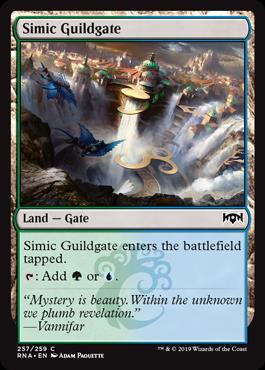 Simic Guildgate
Land — Gate
Simic Guildgate enters the battlefield
tapped.
: Add or .
“Mystery is beauty. Within the unknown
we plumb revelation.”
—Vannifar
257/259 C
RNA • EN Adam Paquette
™ & © 2019 Wizards of the Coast